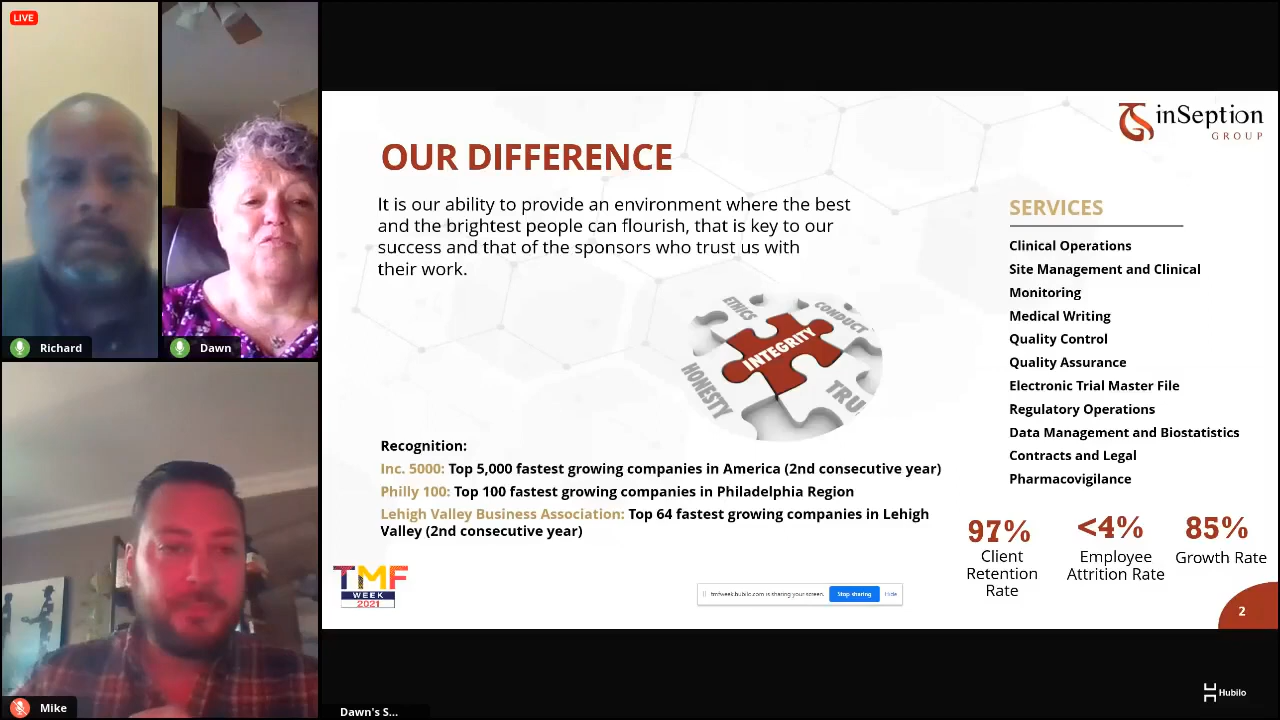 LIVE
Richard
Dawn
Mike
inSeption
GROUP
OUR DIFFERENCE
It is our ability to provide an environment where the best
and the brightest people can flourish, that is key to our
success and that of the sponsors who trust us with
their work.
ETHICS
CONDUCT
INTEGRITY
HONESTY
TRU
Recognition:
Inc. 5000: Top 5,000 fastest growing companies in America (2nd consecutive year)
Philly 100: Top 100 fastest growing companies in Philadelphia Region
Lehigh Valley Business Association: Top 64 fastest growing companies in Lehigh
Valley (2nd consecutive year)
SERVICES
Clinical Operations
Site Management and Clinical
Monitoring
Medical Writing
Quality Control
Quality Assurance
Electronic Trial Master File
Regulatory Operations
Data Management and Biostatistics
Contracts and Legal
Pharmacovigilance
97%
Client
Retention
Rate
<4%
Employee
Attrition Rate
85%
Growth Rate
TMF
WEEK
2021
tmfweek.hubilo.com is sharing your screen. Stop sharing Hide
2
Hubilo
Dawn's S...